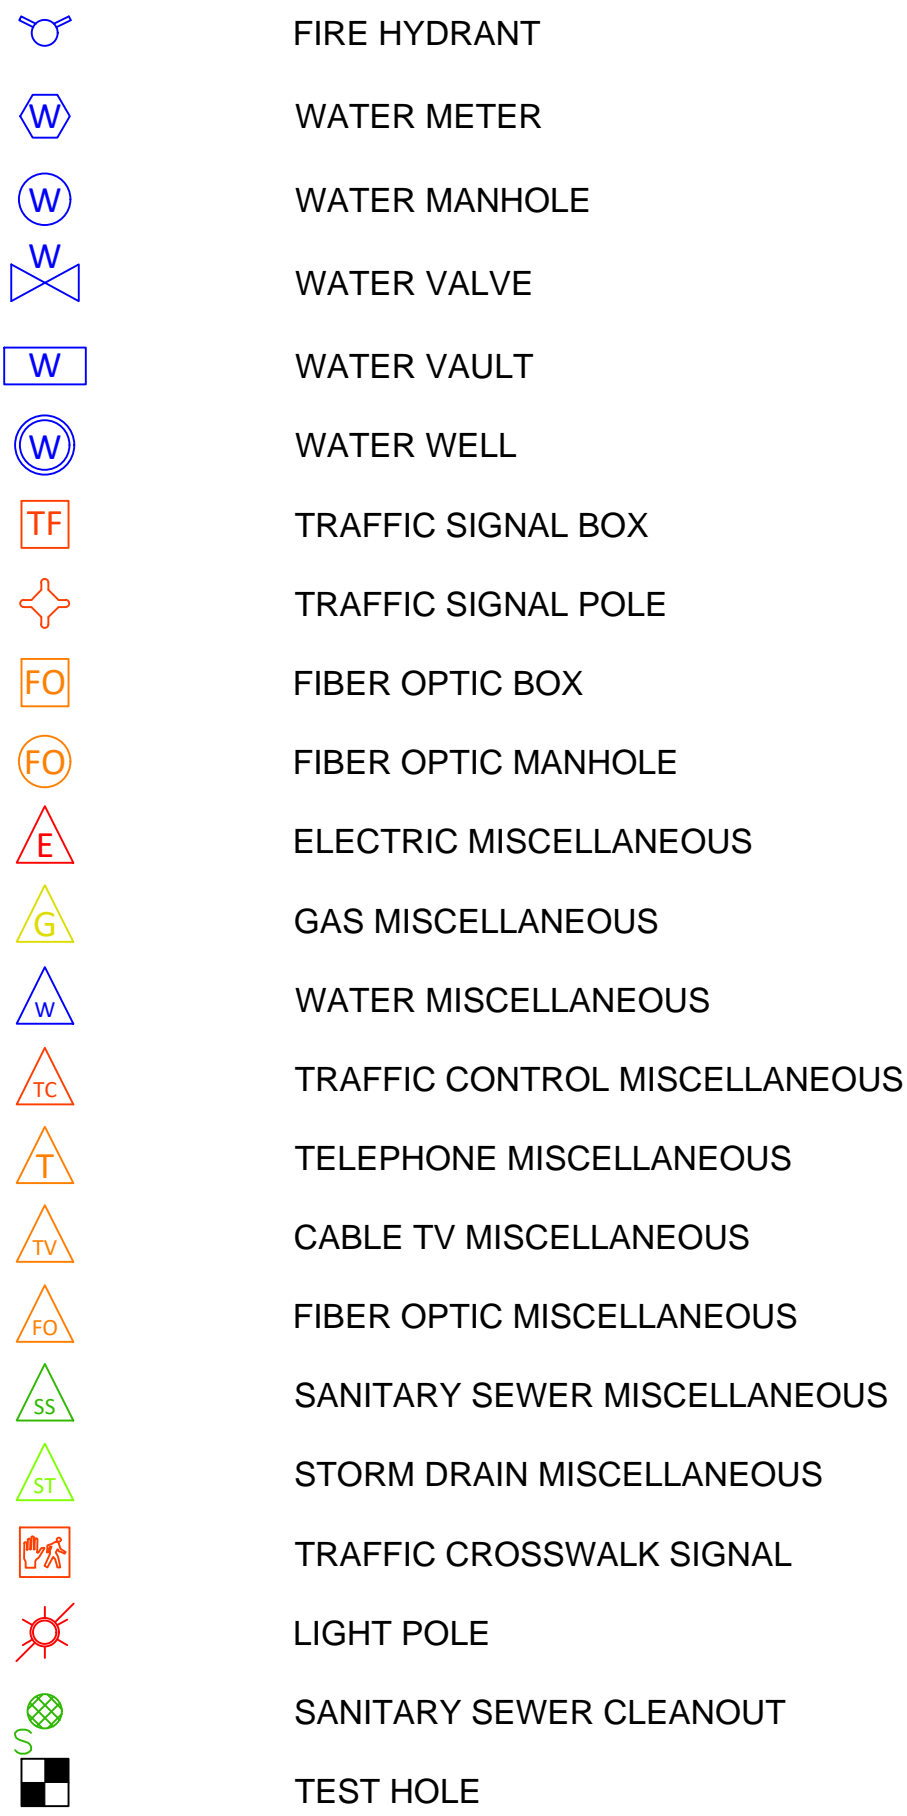 FIRE HYDRANT
W WATER METER
W WATER MANHOLE
W WATER VALVE
W WATER VAULT
W WATER WELL
TF TRAFFIC SIGNAL BOX
TRAFFIC SIGNAL POLE
FO FIBER OPTIC BOX
FO FIBER OPTIC MANHOLE
E ELECTRIC MISCELLANEOUS
G GAS MISCELLANEOUS
W WATER MISCELLANEOUS
TC TRAFFIC CONTROL MISCELLANEOUS
T TELEPHONE MISCELLANEOUS
TV CABLE TV MISCELLANEOUS
FO FIBER OPTIC MISCELLANEOUS
SS SANITARY SEWER MISCELLANEOUS
ST STORM DRAIN MISCELLANEOUS
TRAFFIC CROSSWALK SIGNAL
LIGHT POLE
S SANITARY SEWER CLEANOUT
TEST HOLE